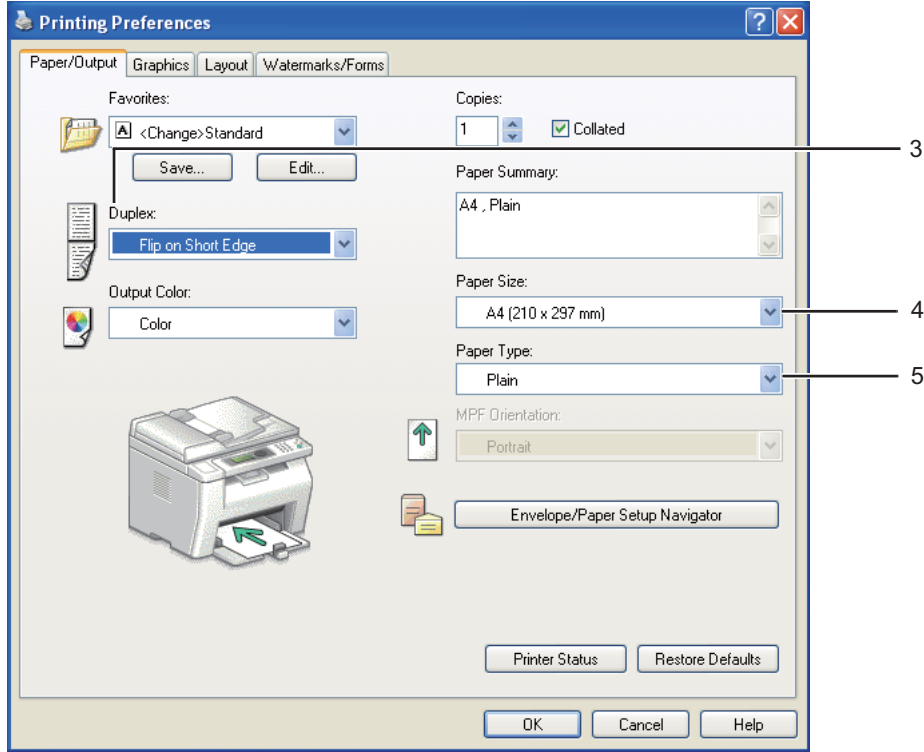 Printing Preferences
Paper/Output Graphics Layout Watermarks/Forms
Favorites:
A <Change>Standard
Save... Edit...
Duplex:
Flip on Short Edge
Output Color:
Color
Copies:
1 Collated
Paper Summary:
A4 , Plain
Paper Size:
A4 (210 x 297 mm)
Paper Type:
Plain
MPF Orientation:
Portrait
Envelope/Paper Setup Navigator
Printer Status Restore Defaults
OK Cancel Help
3
4
5